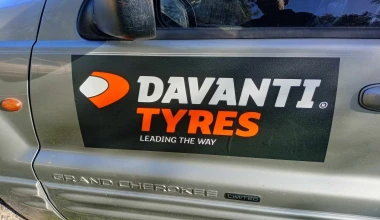 DAVANTI®
TYRES
LEADING THE WAY
GRAND CHEROKEE LIMITED